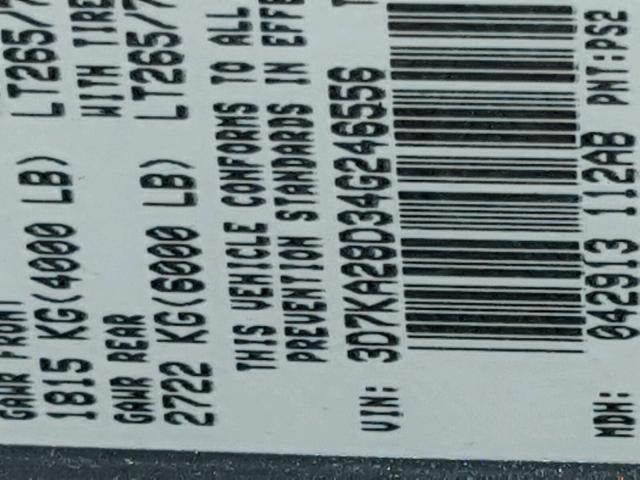 GAWR FRONT
1815 KG(4000 LB) LT265/7
GAWR REAR WITH TIRE
2722 KG(6000 LB) LT265/7
THIS VEHICLE CONFORMS TO ALL
PREVENTION STANDARDS IN EFFE
VIN: 3D7KA28D34G246556
MDH: 042913 112AB PNT:PS2